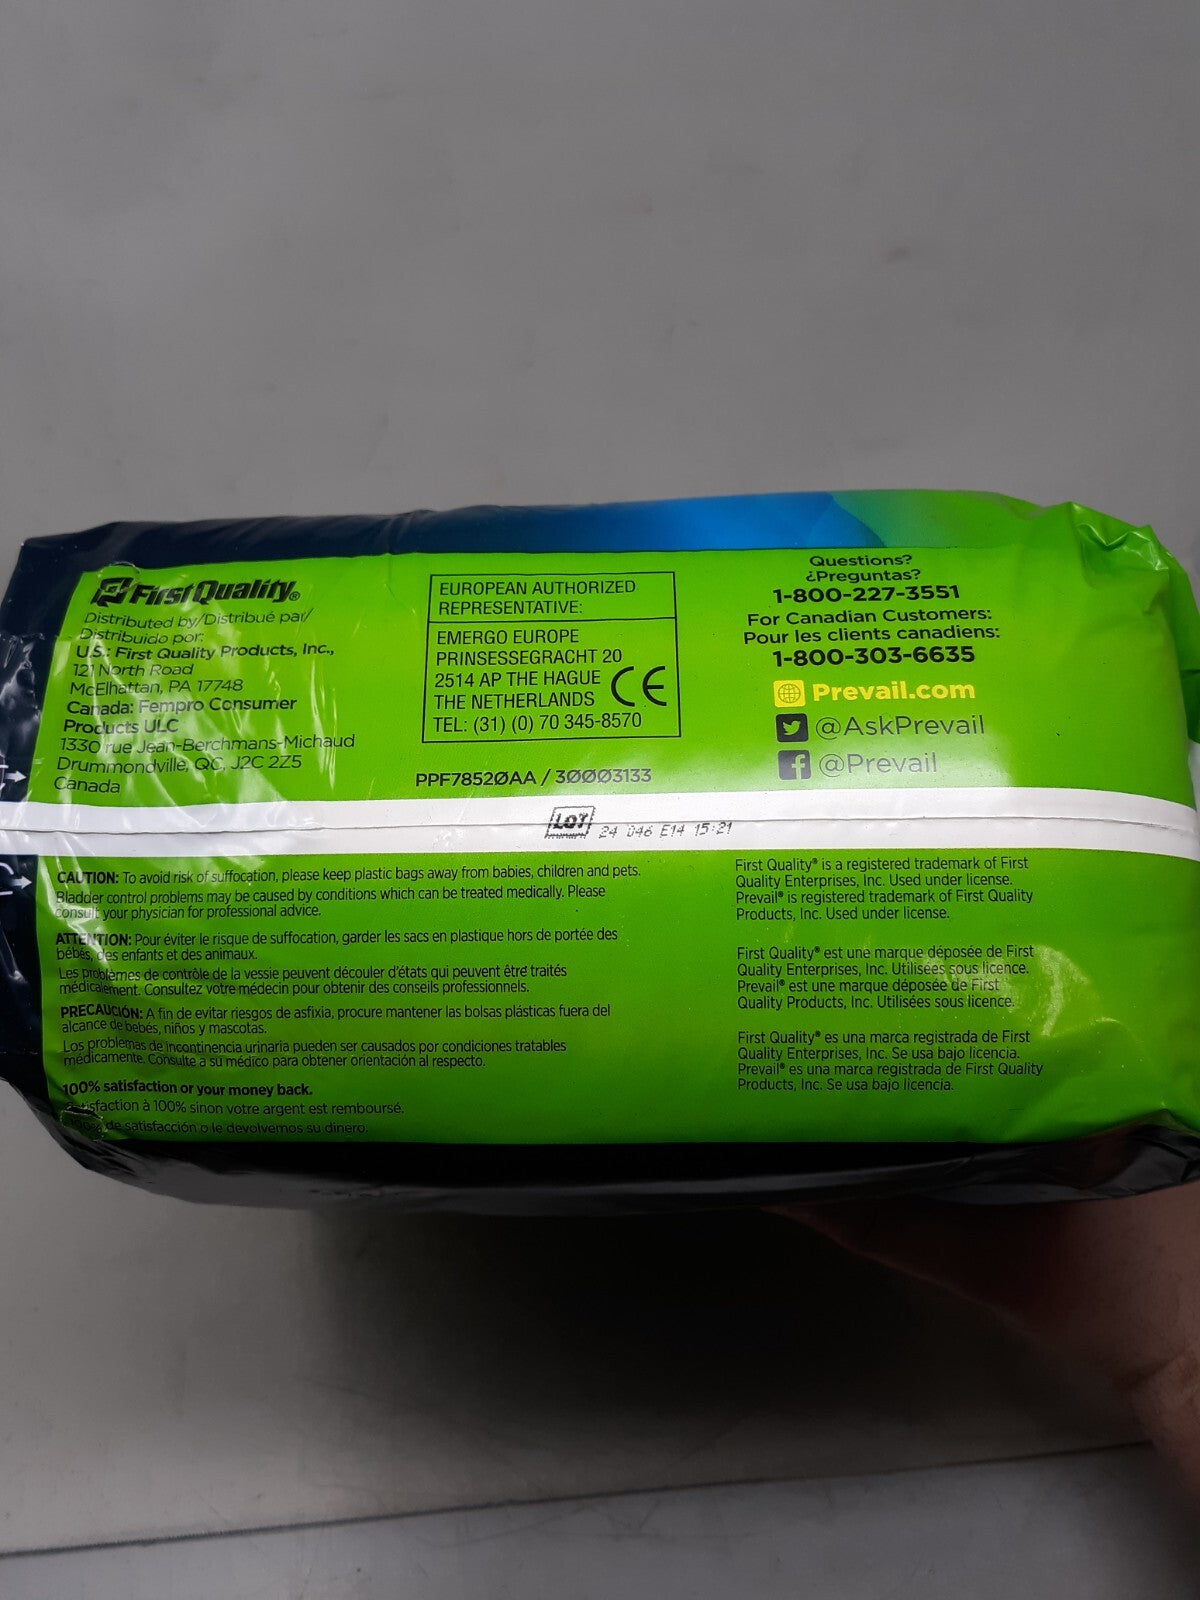 First Quality®
Distributed by/Distribué par/
Distribuido por:
U.S.: First Quality Products, Inc.,
121 North Road
McElhattan, PA 17748
Canada: Fempro Consumer
Products ULC
1330 rue Jean-Berchmans-Michaud
Drummondville, QC, J2C 2Z5
Canada
EUROPEAN AUTHORIZED
REPRESENTATIVE:
EMERGO EUROPE
PRINSESSEGRACHT 20
2514 AP THE HAGUE
THE NETHERLANDS
TEL: (31) (0) 70 345-8570
CE
PPF7852ØAA / 3ØØØ3133
Questions?
¿Preguntas?
1-800-227-3551
For Canadian Customers:
Pour les clients canadiens:
1-800-303-6635
Prevail.com
@AskPrevail
@Prevail
LOT 24 046 E14 15:21
CAUTION: To avoid risk of suffocation, please keep plastic bags away from babies, children and pets.
Bladder control problems may be caused by conditions which can be treated medically. Please
consult your physician for professional advice.
ATTENTION: Pour éviter le risque de suffocation, garder les sacs en plastique hors de portée des
bébés, des enfants et des animaux.
Les problèmes de contrôle de la vessie peuvent découler d'états qui peuvent être traités
médicalement. Consultez votre médecin pour obtenir des conseils professionnels.
PRECAUCIÓN: A fin de evitar riesgos de asfixia, procure mantener las bolsas plásticas fuera del
alcance de bebés, niños y mascotas.
Los problemas de incontinencia urinaria pueden ser causados por condiciones tratables
médicamente. Consulte a su médico para obtener orientación al respecto.
100% satisfaction or your money back.
Satisfaction à 100% sinon votre argent est remboursé.
100% de satisfacción o le devolvemos su dinero.
First Quality® is a registered trademark of First
Quality Enterprises, Inc. Used under license.
Prevail® is registered trademark of First Quality
Products, Inc. Used under license.
First Quality® est une marque déposée de First
Quality Enterprises, Inc. Utilisées sous licence.
Prevail® est une marque déposée de First
Quality Products, Inc. Utilisées sous licence.
First Quality® es una marca registrada de First
Quality Enterprises, Inc. Se usa bajo licencia.
Prevail® es una marca registrada de First Quality
Products, Inc. Se usa bajo licencia.